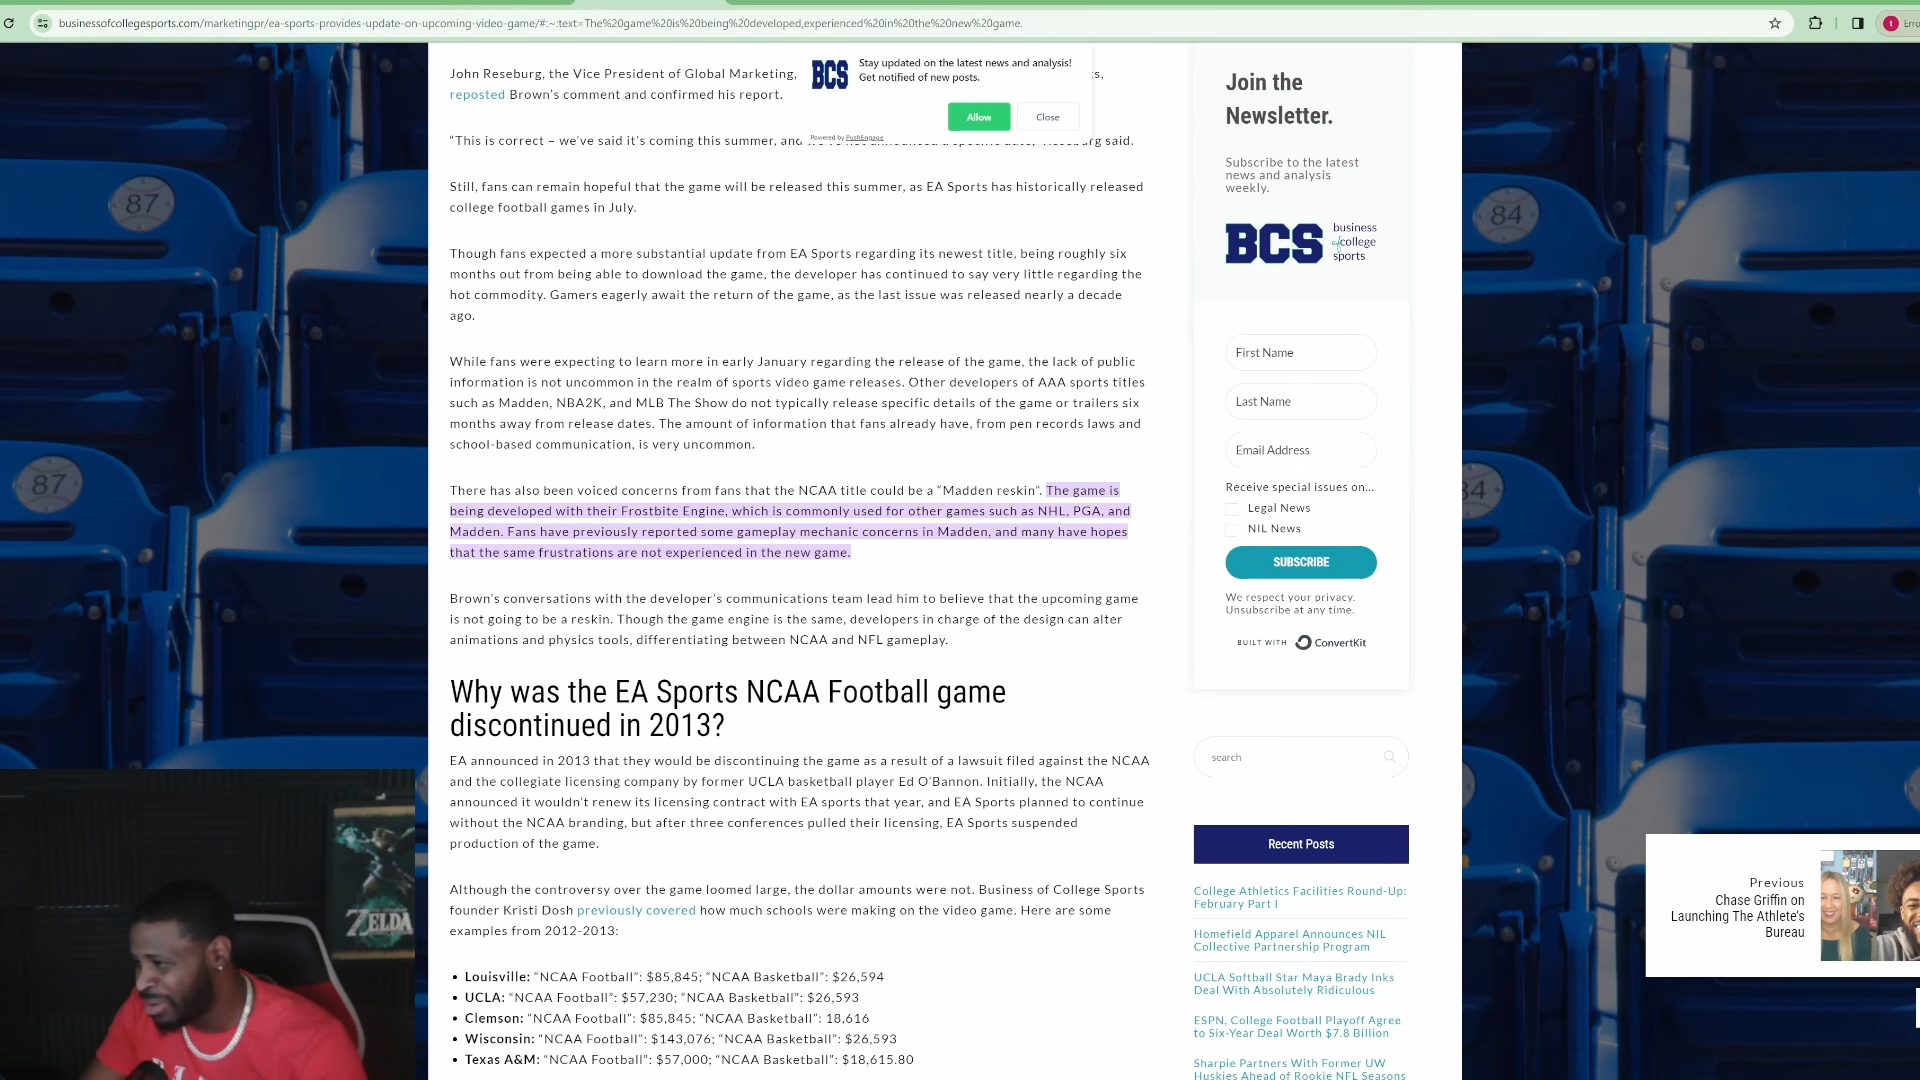 businessofcollegesports.com/marketingpr/ea-sports-provides-update-on-upcoming-video-game/#:~:text=The%20game%20is%20being%20developed,experienced%20in%20the%20new%20game.
t
Erro
John Reseburg, the Vice President of Global Marketing,
reposted Brown's comment and confirmed his report.
"This is correct – we've said it's coming this summer, and
said.
BCS
Stay updated on the latest news and analysis!
Get notified of new posts.
Allow
Close
Powered by PushEngage
Still, fans can remain hopeful that the game will be released this summer, as EA Sports has historically released
college football games in July.
Though fans expected a more substantial update from EA Sports regarding its newest title, being roughly six
months out from being able to download the game, the developer has continued to say very little regarding the
hot commodity. Gamers eagerly await the return of the game, as the last issue was released nearly a decade
ago.
While fans were expecting to learn more in early January regarding the release of the game, the lack of public
information is not uncommon in the realm of sports video game releases. Other developers of AAA sports titles
such as Madden, NBA2K, and MLB The Show do not typically release specific details of the game or trailers six
months away from release dates. The amount of information that fans already have, from pen records laws and
school-based communication, is very uncommon.
There has also been voiced concerns from fans that the NCAA title could be a "Madden reskin". The game is
being developed with their Frostbite Engine, which is commonly used for other games such as NHL, PGA, and
Madden. Fans have previously reported some gameplay mechanic concerns in Madden, and many have hopes
that the same frustrations are not experienced in the new game.
Brown's conversations with the developer's communications team lead him to believe that the upcoming game
is not going to be a reskin. Though the game engine is the same, developers in charge of the design can alter
animations and physics tools, differentiating between NCAA and NFL gameplay.
Why was the EA Sports NCAA Football game
discontinued in 2013?
EA announced in 2013 that they would be discontinuing the game as a result of a lawsuit filed against the NCAA
and the collegiate licensing company by former UCLA basketball player Ed O'Bannon. Initially, the NCAA
announced it wouldn't renew its licensing contract with EA sports that year, and EA Sports planned to continue
without the NCAA branding, but after three conferences pulled their licensing, EA Sports suspended
production of the game.
Although the controversy over the game loomed large, the dollar amounts were not. Business of College Sports
founder Kristi Dosh previously covered how much schools were making on the video game. Here are some
examples from 2012-2013:
• Louisville: "NCAA Football": $85,845; "NCAA Basketball": $26,594
• UCLA: "NCAA Football": $57,230; "NCAA Basketball": $26,593
• Clemson: "NCAA Football": $85,845; "NCAA Basketball": 18,616
• Wisconsin: "NCAA Football": $143,076; "NCAA Basketball": $26,593
• Texas A&M: "NCAA Football": $57,000; "NCAA Basketball": $18,615.80
Join the
Newsletter.
Subscribe to the latest
news and analysis
weekly.
BCS
business
of college
sports
First Name
Last Name
Email Address
Receive special issues on...
Legal News
NIL News
SUBSCRIBE
We respect your privacy.
Unsubscribe at any time.
BUILT WITH ConvertKit
search
Recent Posts
College Athletics Facilities Round-Up:
February Part I
Homefield Apparel Announces NIL
Collective Partnership Program
UCLA Softball Star Maya Brady Inks
Deal With Absolutely Ridiculous
ESPN, College Football Playoff Agree
to Six-Year Deal Worth $7.8 Billion
Sharpie Partners With Former UW
Huskies Ahead of Rookie NFL Seasons
Previous
Chase Griffin on
Launching The Athlete's
Bureau
87
87
84
84
ZELDA